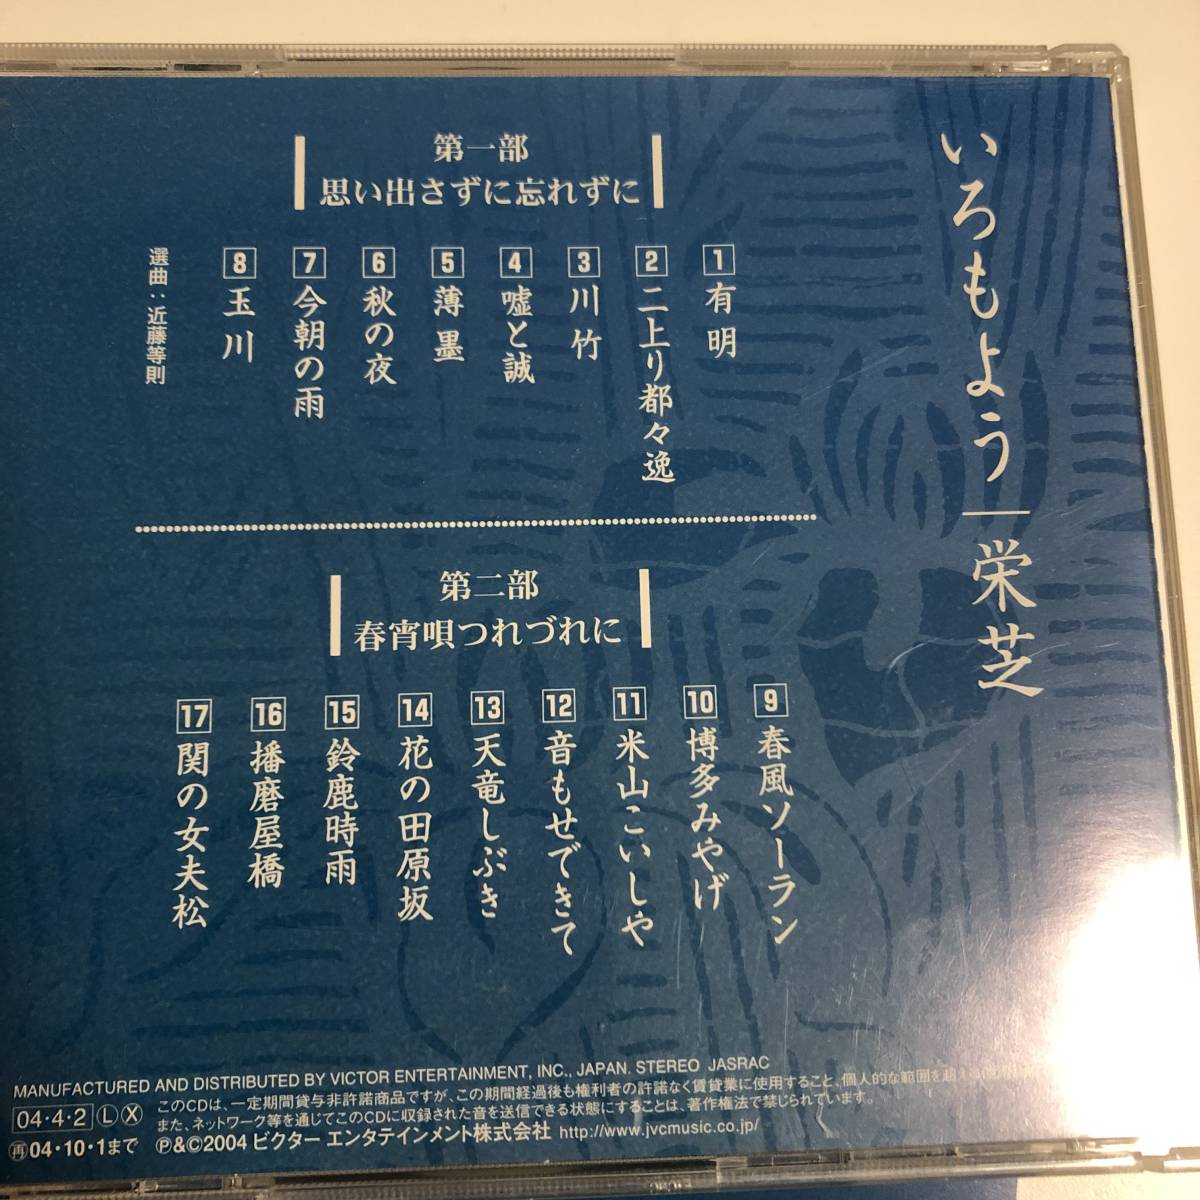 いろもよう｜栄芝
第一部
思い出さずに忘れずに
1 有明
2 二上り都々逸
3 川竹
4 嘘と誠
5 薄墨
6 秋の夜
7 今朝の雨
8 玉川
選曲：近藤等則
第二部
春宵唄つれづれに
9 春風ソーラン
10 博多みやげ
11 米山こいしや
12 音もせできて
13 天竜しぶき
14 花の田原坂
15 鈴鹿時雨
16 播磨屋橋
17 関の女夫松
MANUFACTURED AND DISTRIBUTED BY VICTOR ENTERTAINMENT, INC., JAPAN. STEREO JASRAC
04・4・2 Ⓛ Ⓧ
このCDは、一定期間貸与非許諾商品ですが、この期間経過後も権利者の許諾なく賃貸業に使用すること、個人的な範囲を超える
また、ネットワーク等を通じてこのCDに収録された音を送信できる状態にすることは、著作権法で禁じられています。
㊢04・10・1まで
Ⓟ&©2004 ビクター エンタテインメント株式会社 http://www.jvcmusic.co.jp/